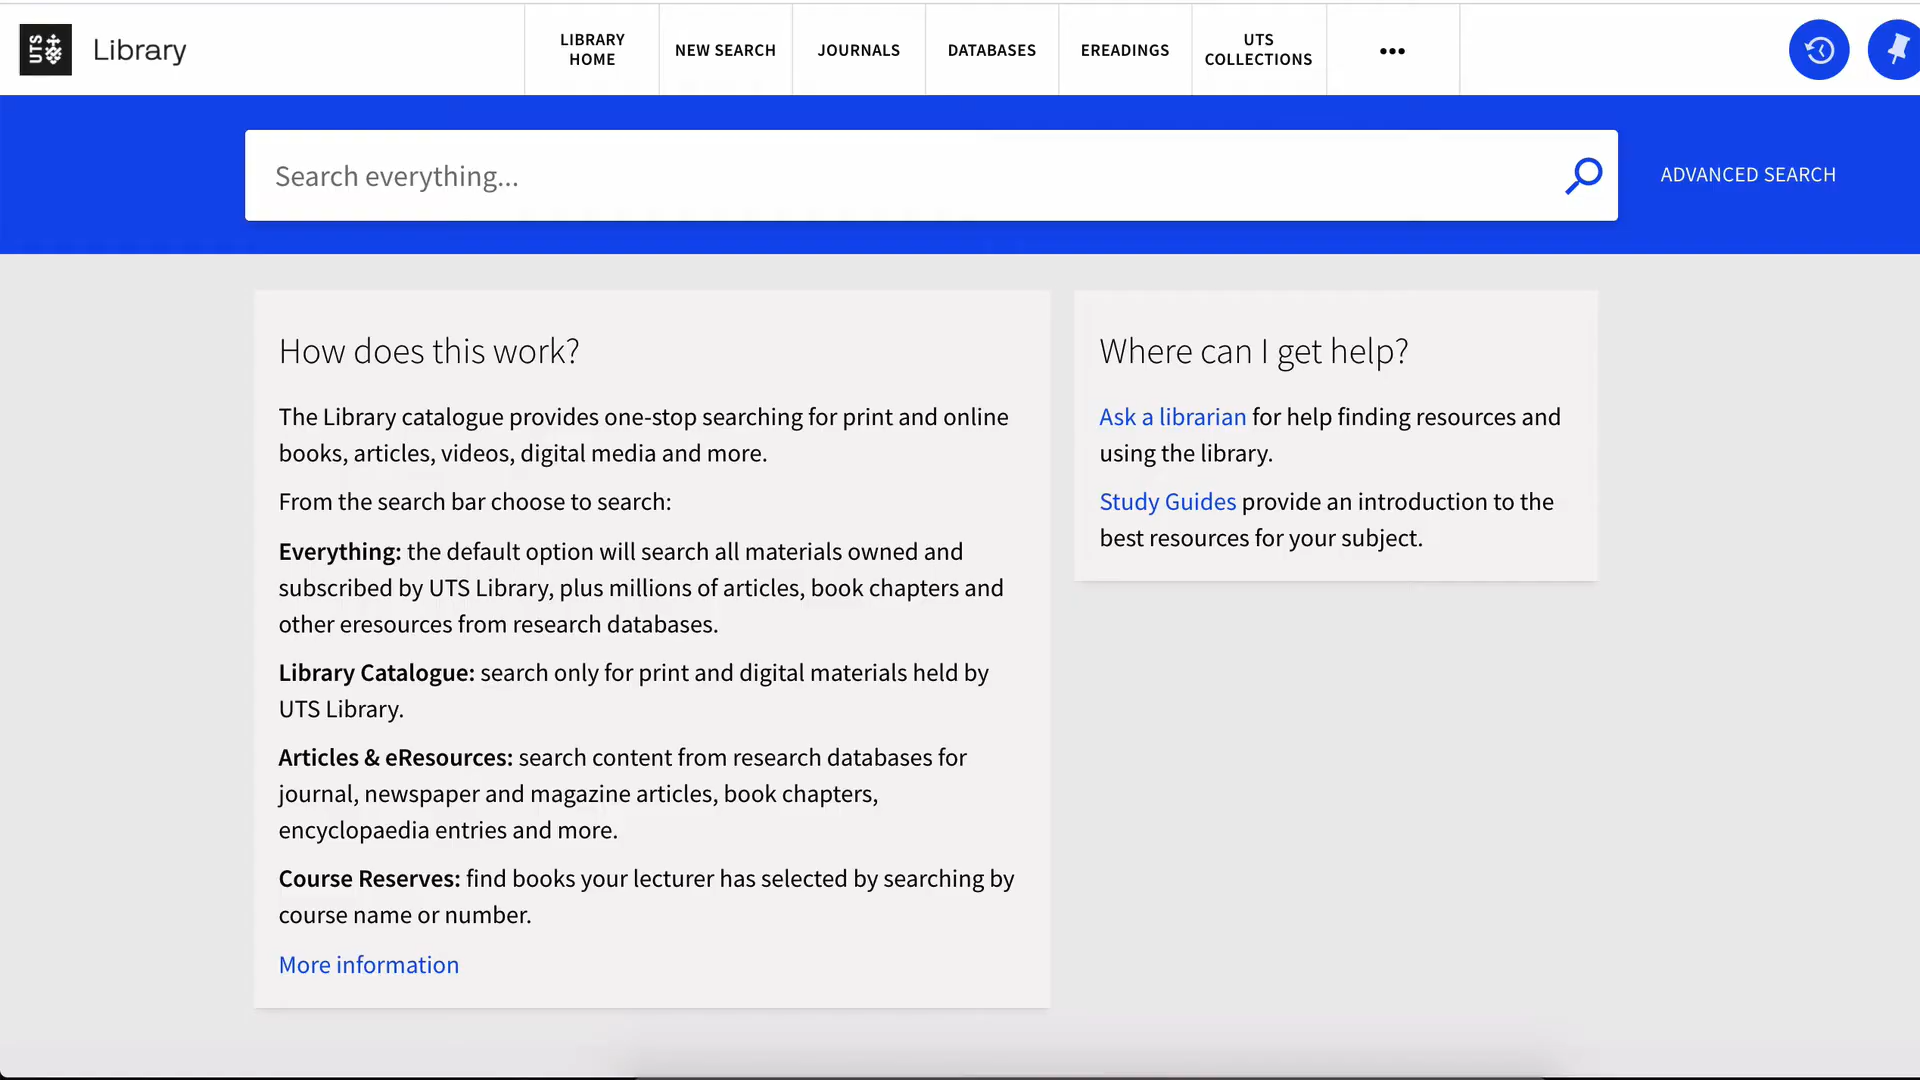 UTS
Library
LIBRARY
HOME
NEW SEARCH
JOURNALS
DATABASES
EREADINGS
UTS
COLLECTIONS
•••
Search everything...
ADVANCED SEARCH
How does this work?
The Library catalogue provides one-stop searching for print and online
books, articles, videos, digital media and more.
From the search bar choose to search:
Everything: the default option will search all materials owned and
subscribed by UTS Library, plus millions of articles, book chapters and
other eresources from research databases.
Library Catalogue: search only for print and digital materials held by
UTS Library.
Articles & eResources: search content from research databases for
journal, newspaper and magazine articles, book chapters,
encyclopaedia entries and more.
Course Reserves: find books your lecturer has selected by searching by
course name or number.
More information
Where can I get help?
Ask a librarian for help finding resources and
using the library.
Study Guides provide an introduction to the
best resources for your subject.